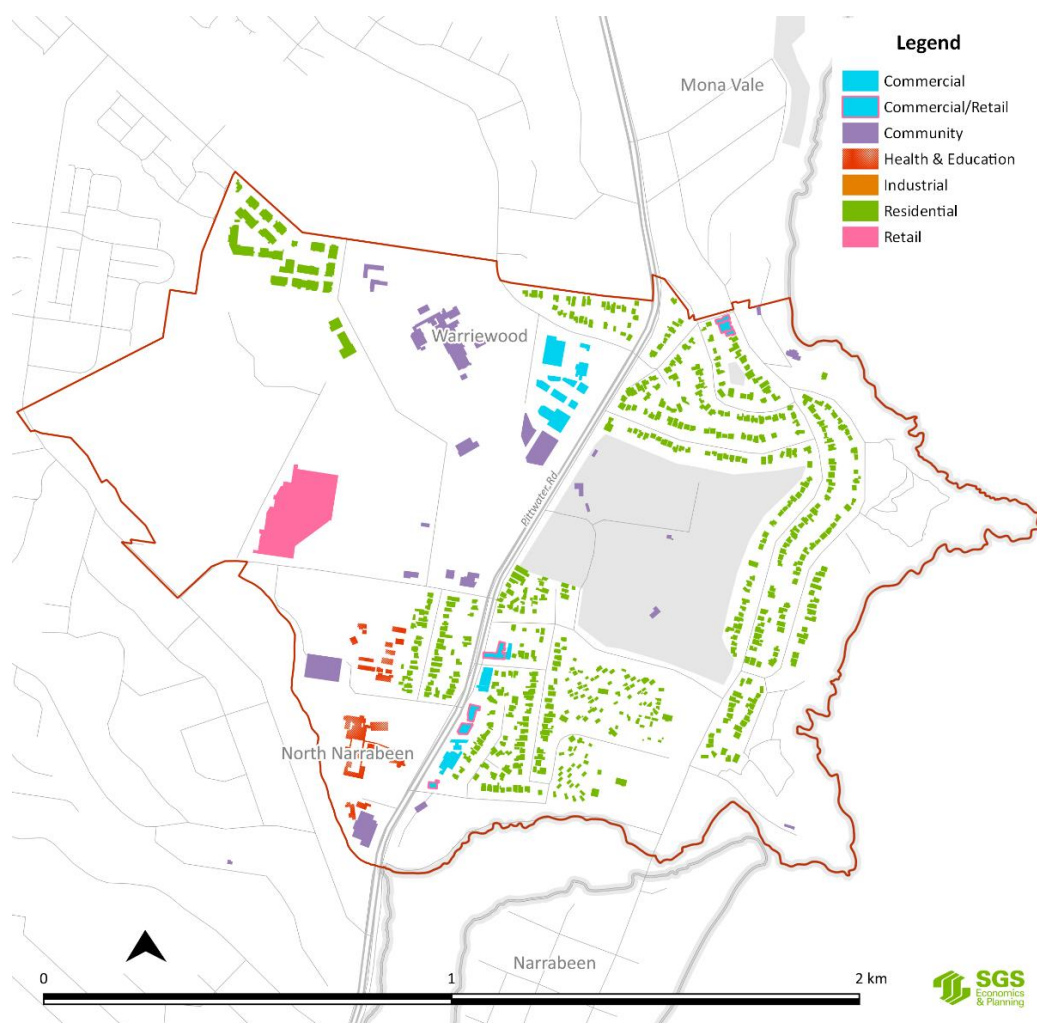 Legend
Commercial
Commercial/Retail
Community
Health & Education
Industrial
Residential
Retail
Mona Vale
Warriewood
Pittwater Rd
North Narrabeen
Narrabeen
0
1
2 km
SGS
Economics
& Planning